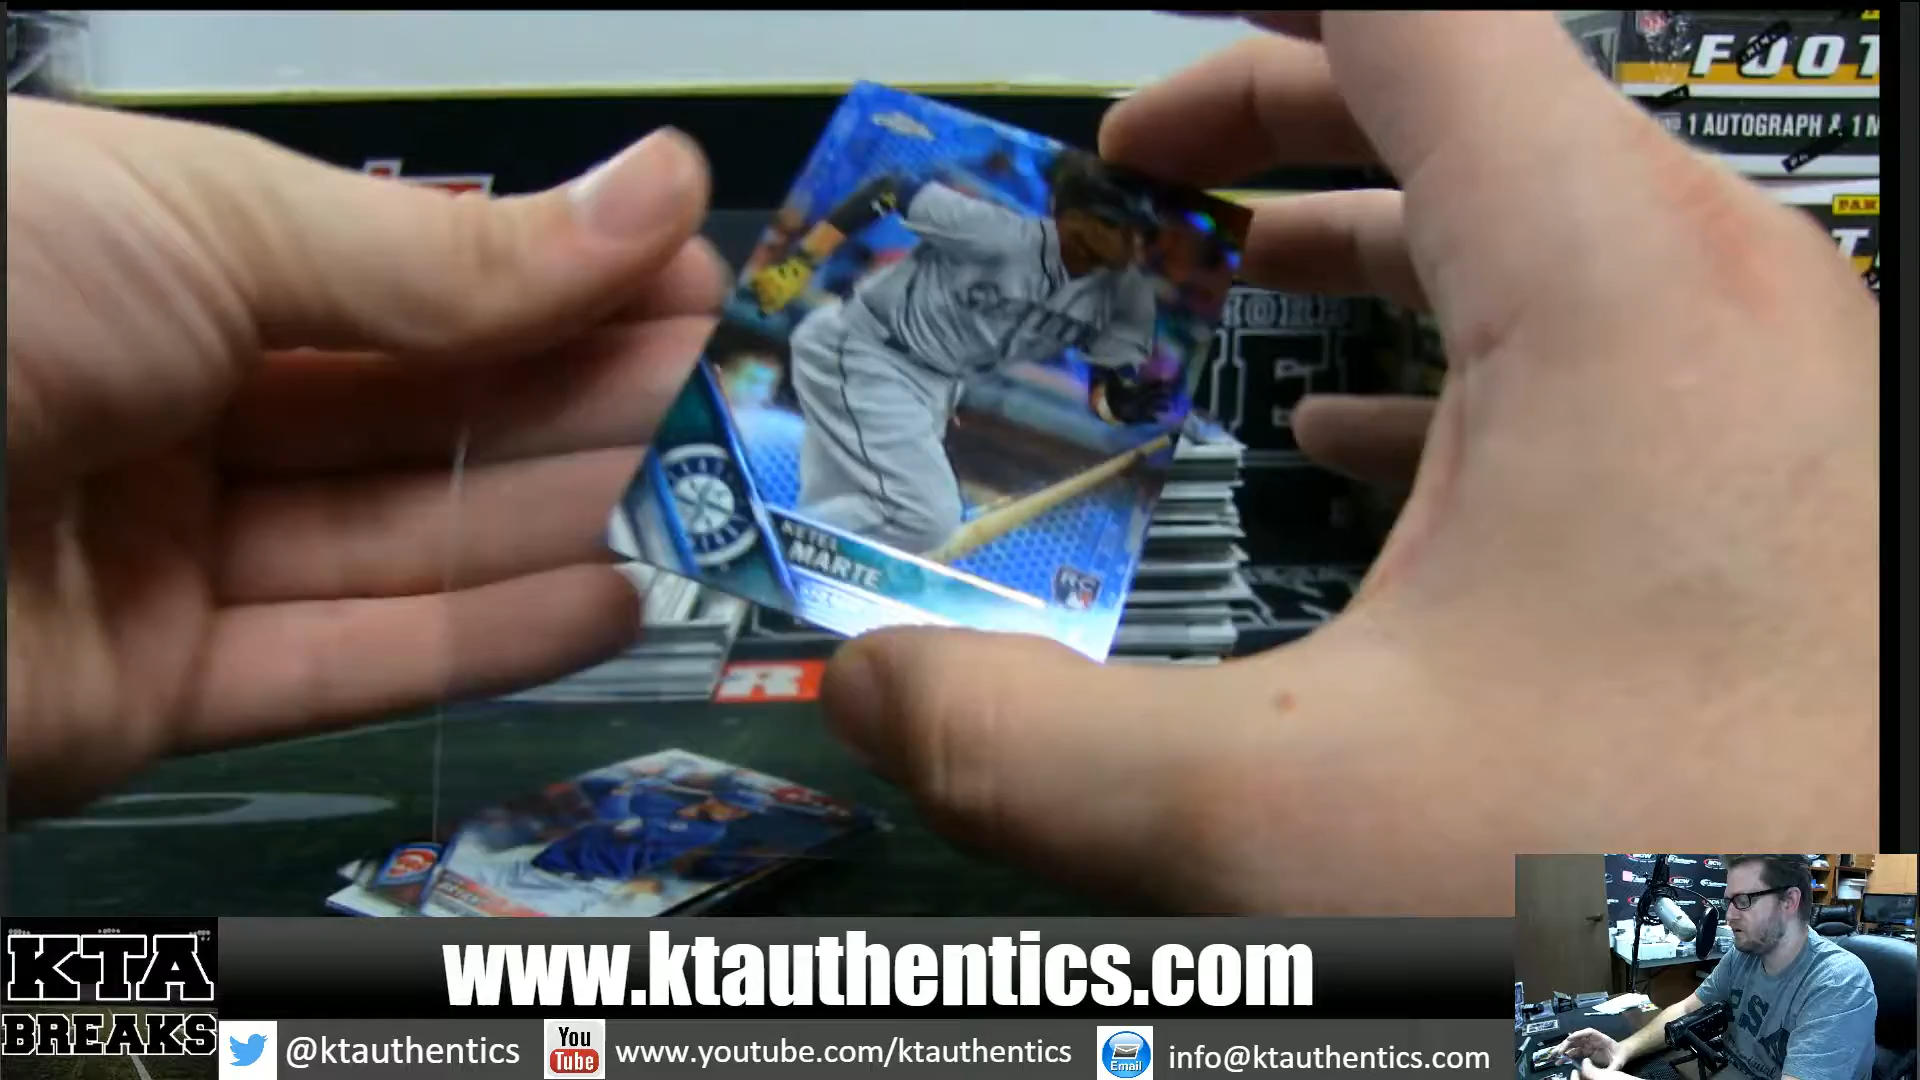 FOOT
1 AUTOGRAPH & 1 M
PAN
KETEL
MARTE
RC
R
www.ktauthentics.com
KTA
BREAKS
@ktauthentics
You
Tube
www.youtube.com/ktauthentics
Email
info@ktauthentics.com